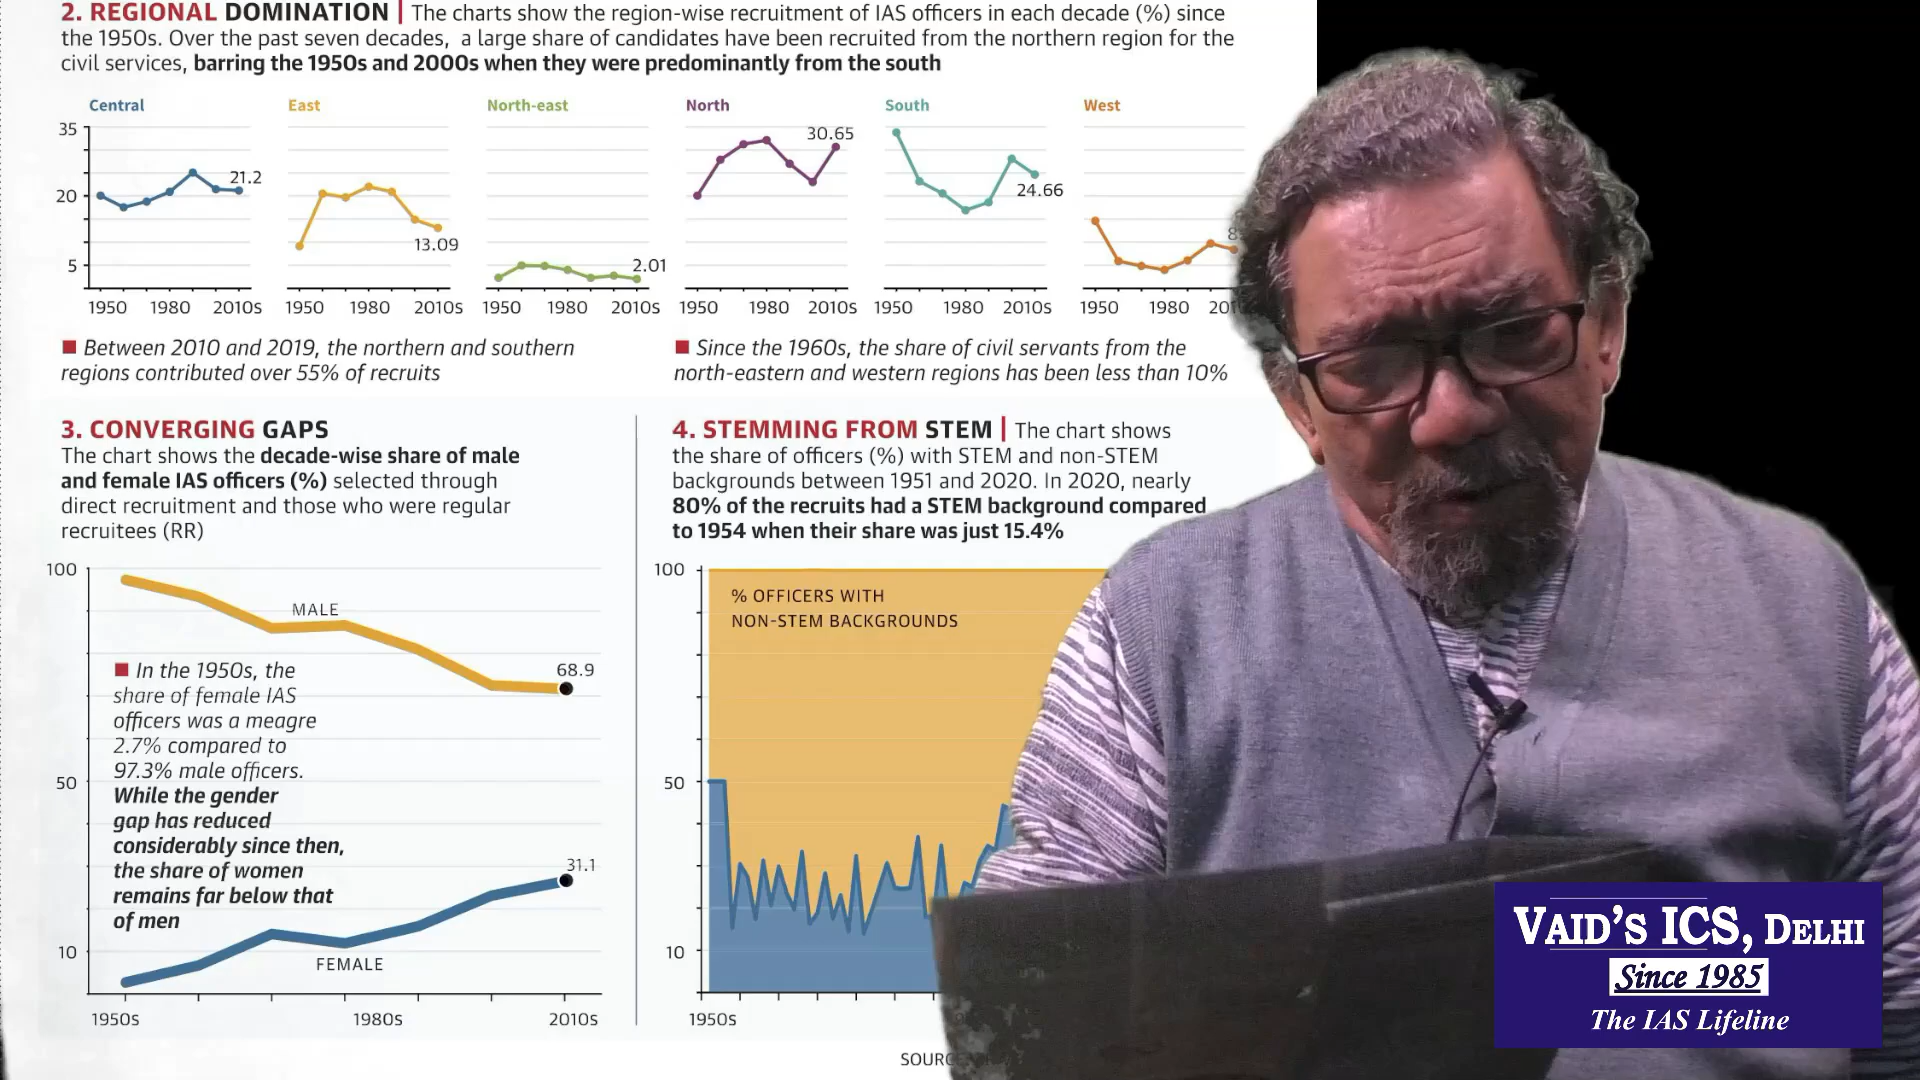 2. REGIONAL DOMINATION | The charts show the region-wise recruitment of IAS officers in each decade (%) since
the 1950s. Over the past seven decades, a large share of candidates have been recruited from the northern region for the
civil services, barring the 1950s and 2000s when they were predominantly from the south
Central East North-east North South West
35
20
5
21.2
13.09
2.01
30.65
24.66
1950 1980 2010s 1950 1980 2010s 1950 1980 2010s 1950 1980 2010s 1950 1980 2010s 1950 1980
■ Between 2010 and 2019, the northern and southern
regions contributed over 55% of recruits
■ Since the 1960s, the share of civil servants from the
north-eastern and western regions has been less than 10%
3. CONVERGING GAPS
The chart shows the decade-wise share of male
and female IAS officers (%) selected through
direct recruitment and those who were regular
recruitees (RR)
100
50
10
MALE
68.9
■ In the 1950s, the
share of female IAS
officers was a meagre
2.7% compared to
97.3% male officers.
While the gender
gap has reduced
considerably since then,
the share of women
remains far below that
of men
31.1
FEMALE
1950s 1980s 2010s
4. STEMMING FROM STEM | The chart shows
the share of officers (%) with STEM and non-STEM
backgrounds between 1951 and 2020. In 2020, nearly
80% of the recruits had a STEM background compared
to 1954 when their share was just 15.4%
100
50
10
% OFFICERS WITH
NON-STEM BACKGROUNDS
1950s
VAID'S ICS, DELHI
Since 1985
The IAS Lifeline